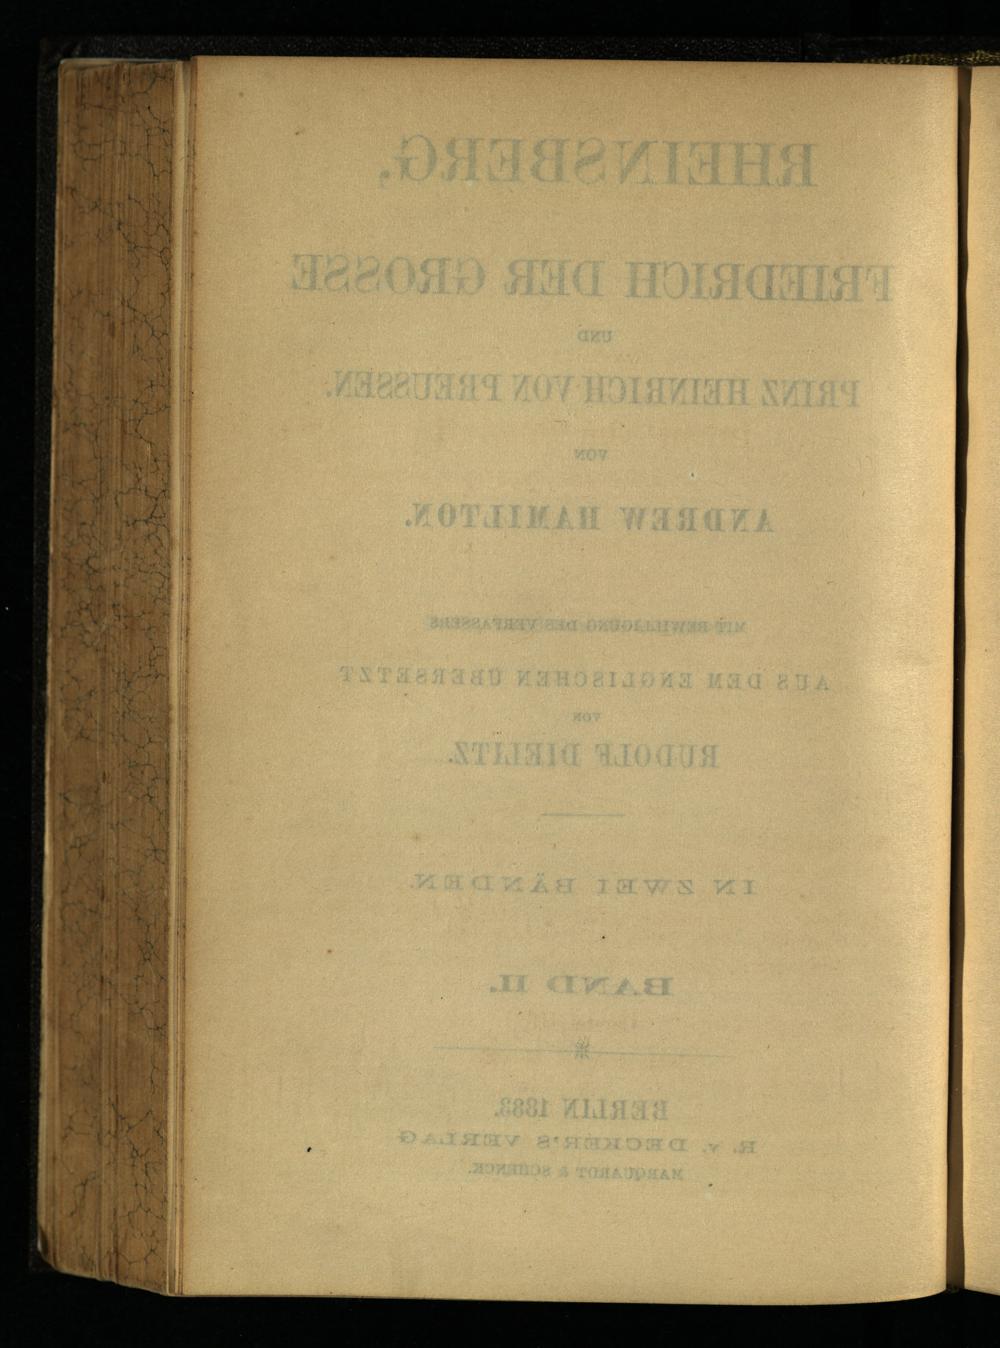 RHEINSBERG,
FRIEDRICH DER GROSSE
UND
PRINZ HEINRICH VON PREUSSEN.
VON
ANDREW HAMILTON.
MIT BEWILLIGUNG DES VERFASSERS
AUS DEM ENGLISCHEN ÜBERSETZT
VON
RUDOLF DIELITZ.
IN ZWEI BÄNDEN.
BAND II.
BERLIN 1883.
R. v. DECKER'S VERLAG
MARQUARDT & SCHENCK.